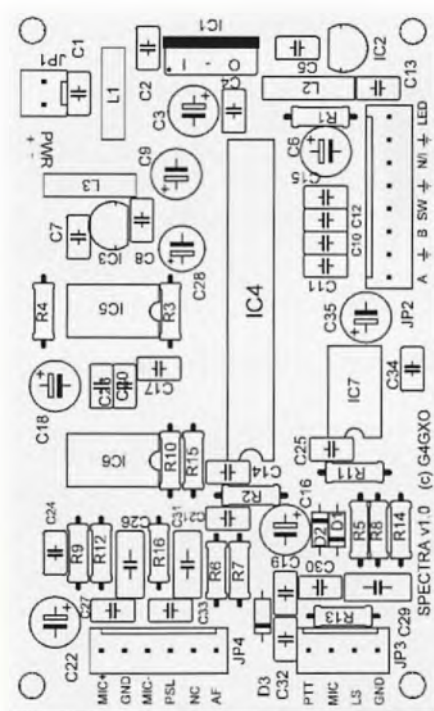 JP1
C1
PWR
+ -
L1
C2
IC1
I - O
C3
C4
C5
IC2
L2
C13
R1
C6
C15
C12
C10
C11
LED
N/I
SW
B
A
JP2
C9
L3
C7
IC3
C8
C28
R4
IC5
R3
IC4
C35
C18
C17
IC7
C34
IC6
R10
R15
C14
C25
R11
R2
C16
C24
R9
R12
C26
R16
C31
C21
R6
R7
C19
D2
D1
R5
R8
R14
C27
C33
C22
D3
C30
R13
C29
C32
MIC+
GND
MIC-
PSL
NC
AF
JP4
PTT
MIC
LS
GND
JP3
SPECTRA v1.0 (c) G4GXO